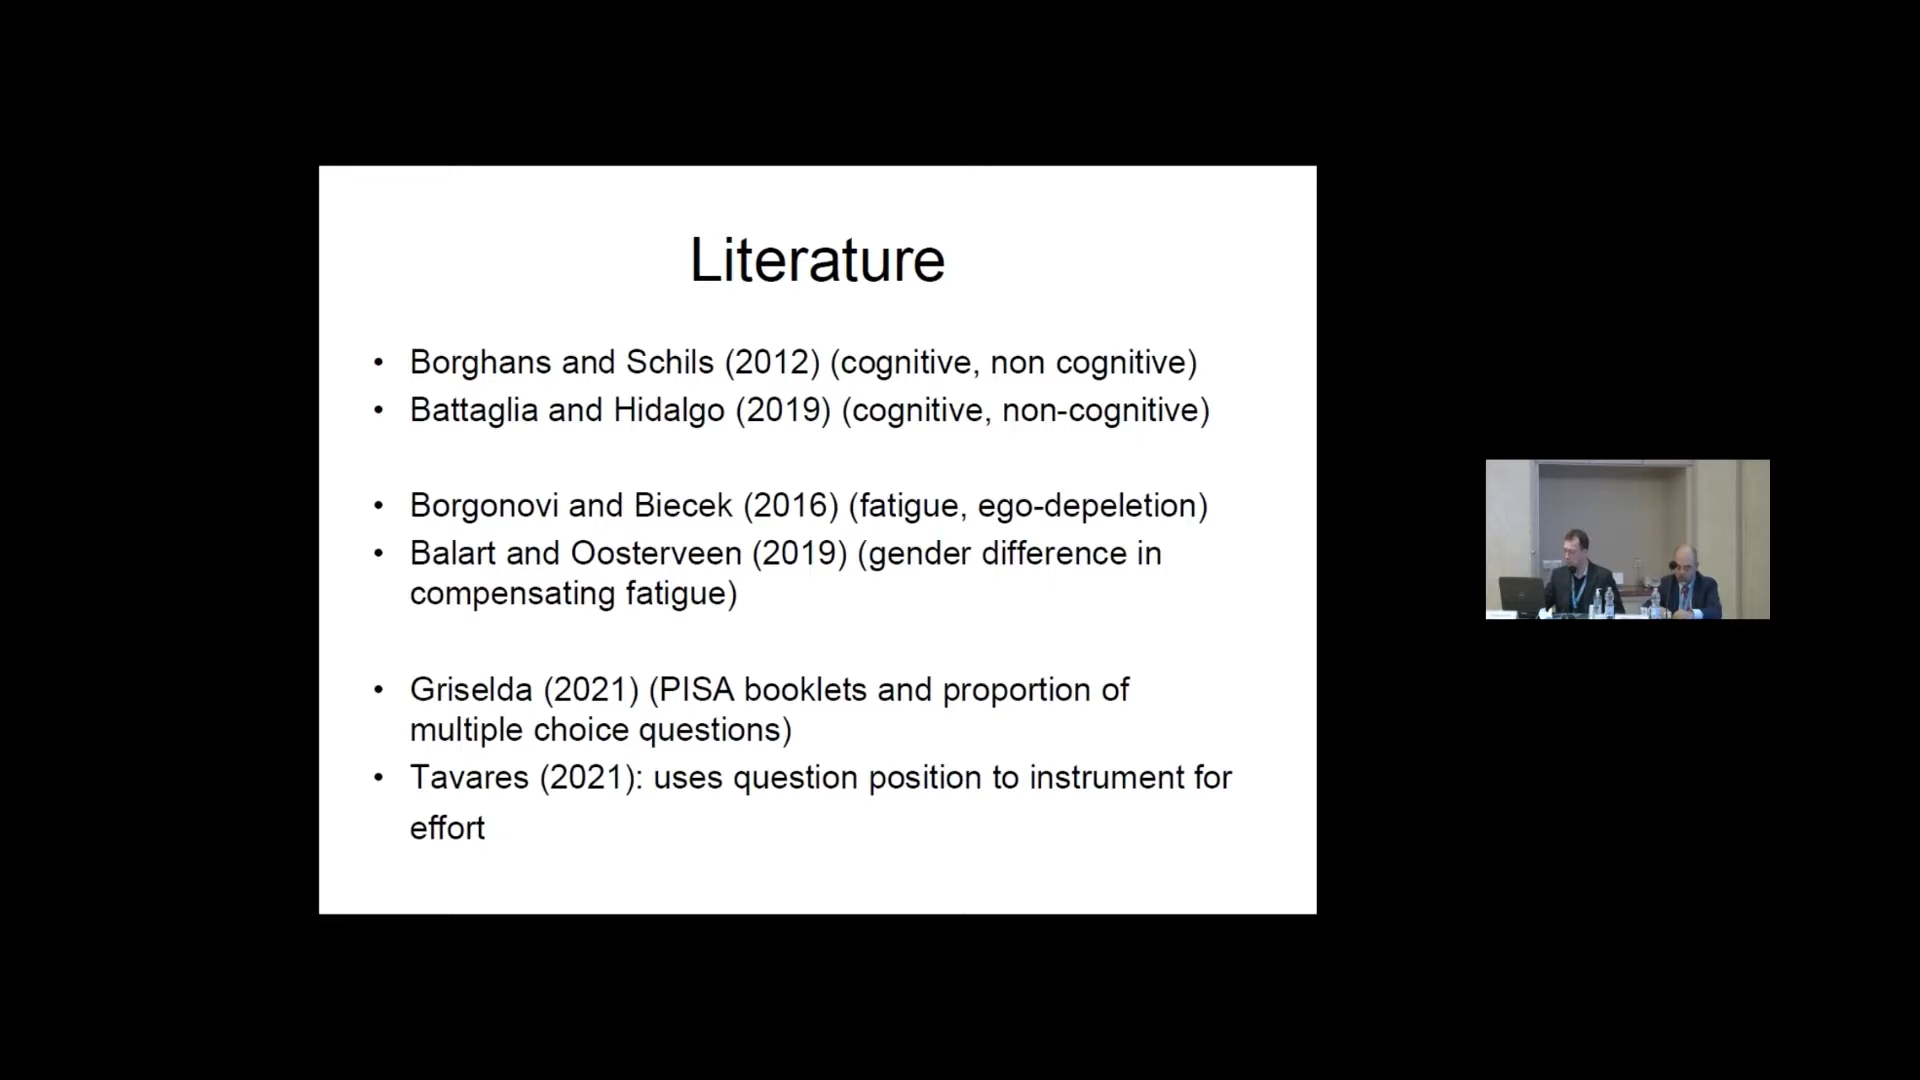 Literature
• Borghans and Schils (2012) (cognitive, non cognitive)
• Battaglia and Hidalgo (2019) (cognitive, non-cognitive)
• Borgonovi and Biecek (2016) (fatigue, ego-depeletion)
• Balart and Oosterveen (2019) (gender difference in
compensating fatigue)
• Griselda (2021) (PISA booklets and proportion of
multiple choice questions)
• Tavares (2021): uses question position to instrument for
effort